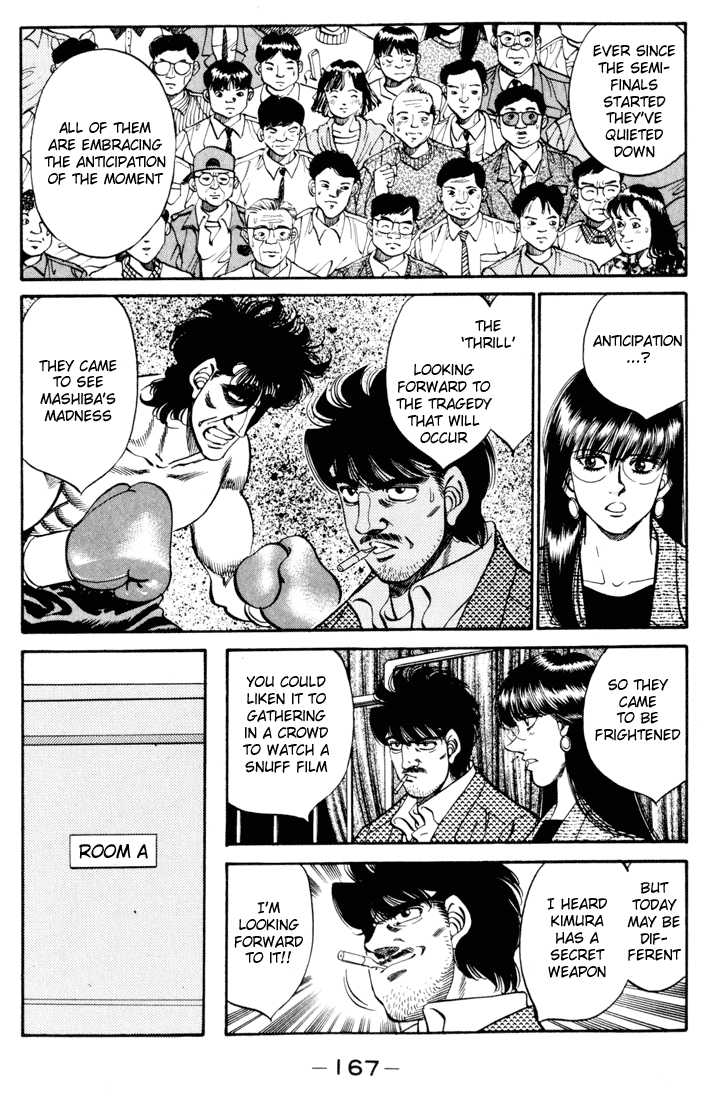 EVER SINCE
THE SEMI-
FINALS
STARTED
THEY'VE
QUIETED
DOWN
ALL OF THEM
ARE EMBRACING
THE ANTICIPATION
OF THE MOMENT
ANTICIPATION
...?
THE
'THRILL'
LOOKING
FORWARD TO
THE TRAGEDY
THAT WILL
OCCUR
THEY CAME
TO SEE
MASHIBA'S
MADNESS
SO THEY
CAME
TO BE
FRIGHTENED
YOU COULD
LIKEN IT TO
GATHERING
IN A CROWD
TO WATCH A
SNUFF FILM
BUT
TODAY
MAY BE
DIF-
FERENT
I HEARD
KIMURA
HAS A
SECRET
WEAPON
I'M
LOOKING
FORWARD
TO IT!!
ROOM A
-167-